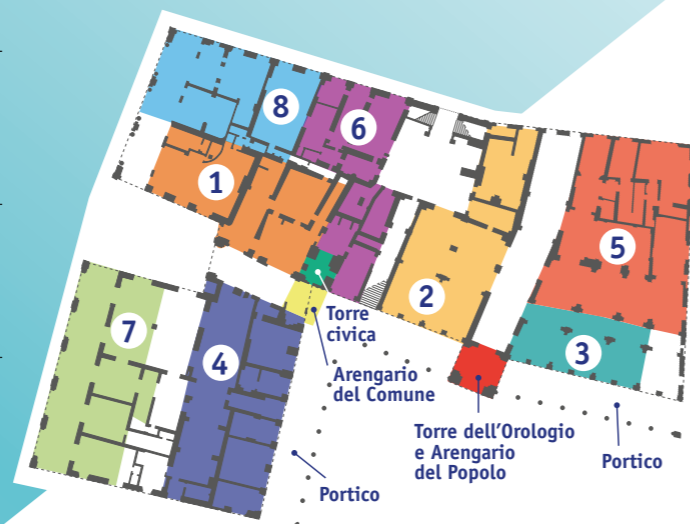 8
6
1
5
2
7
4
3
Torre
civica
Arengario
del Comune
Torre dell'Orologio
e Arengario
del Popolo
Portico
Portico